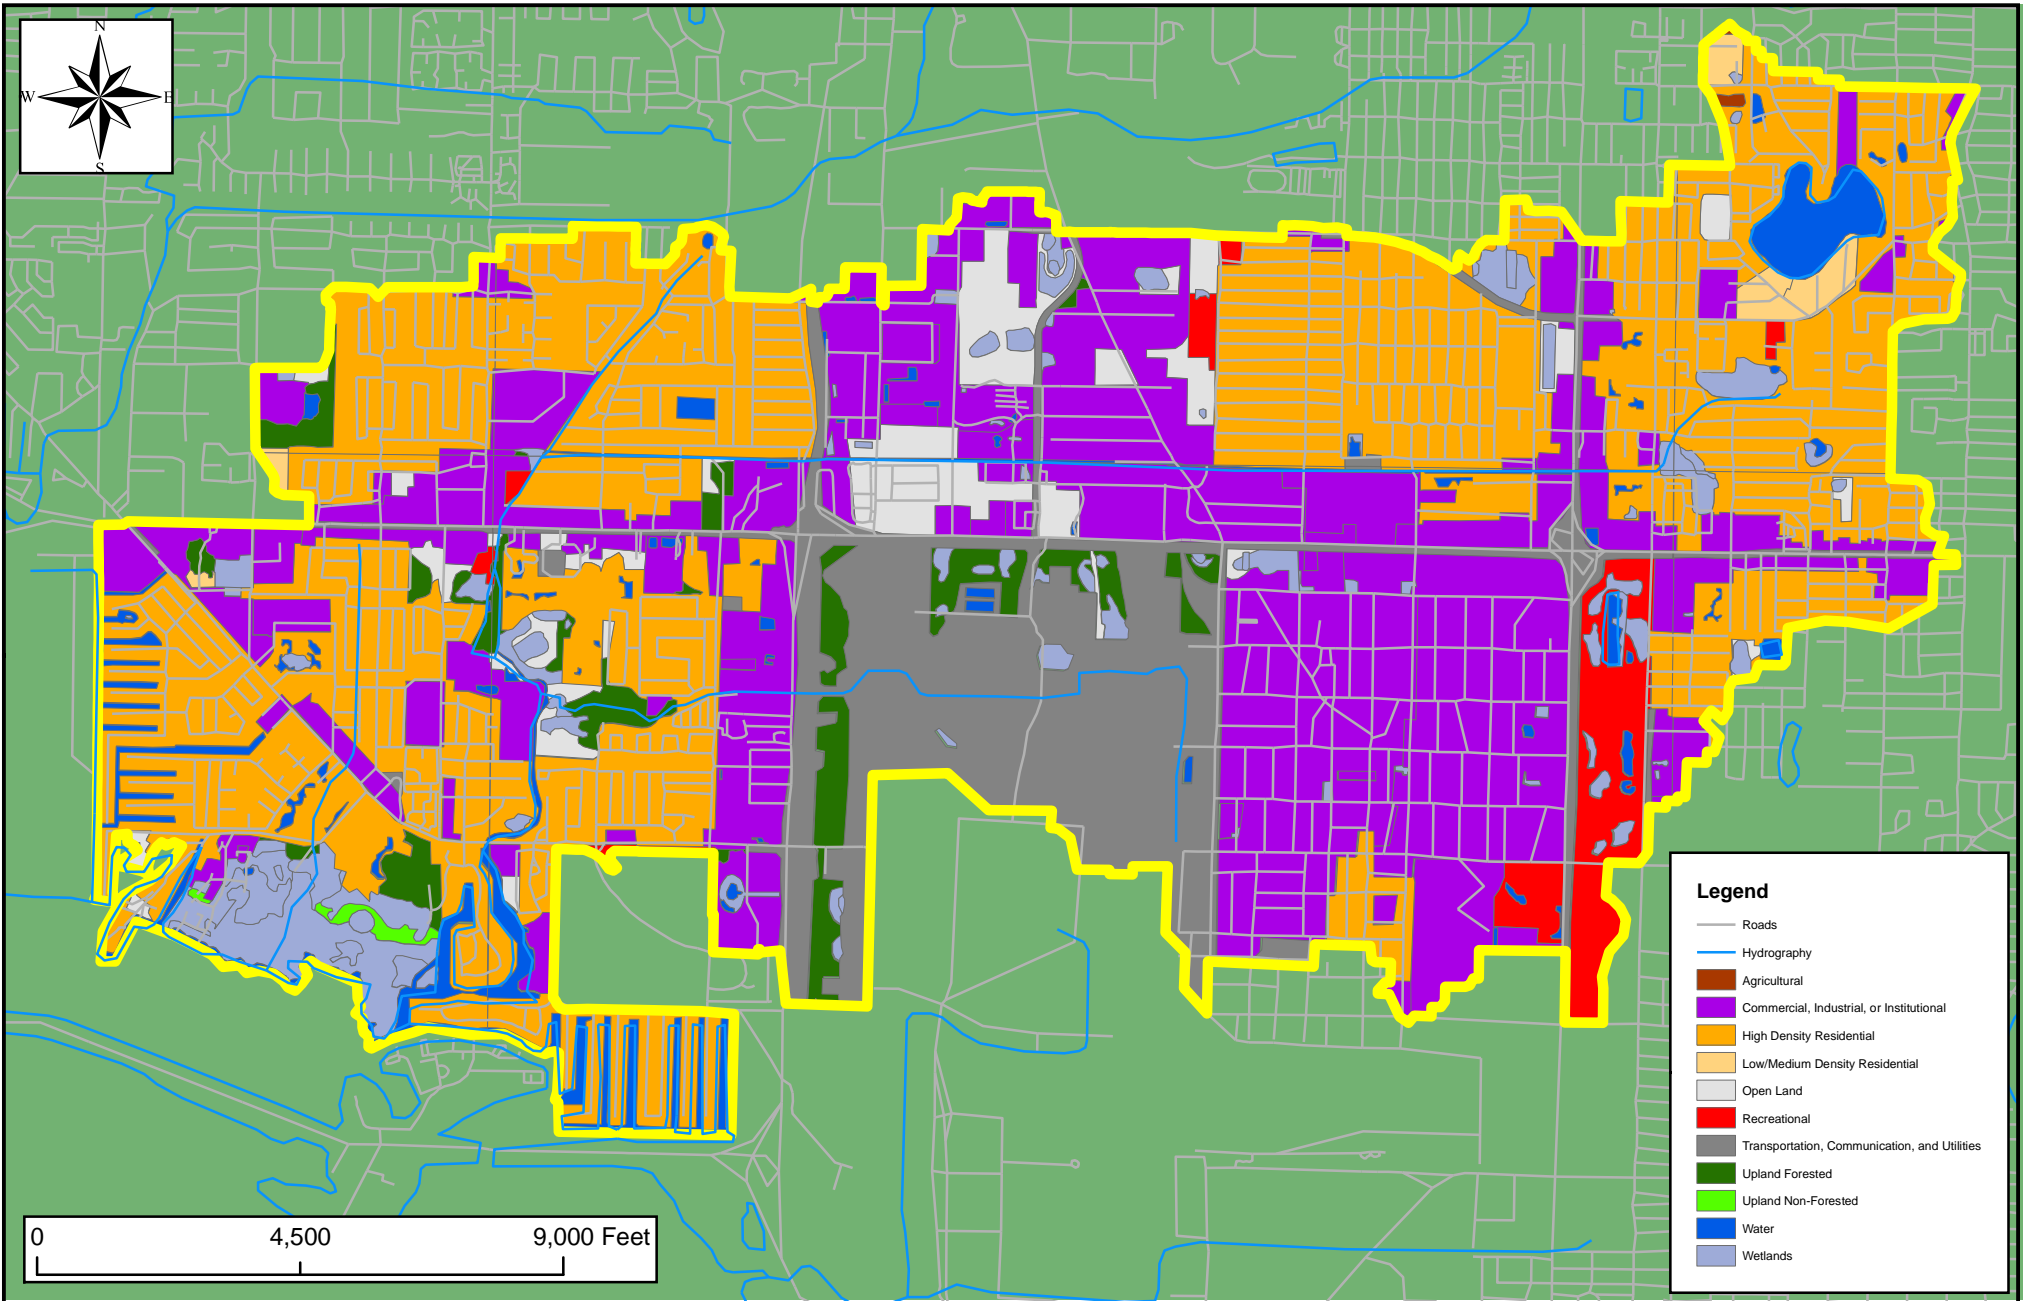 N
W E
S
Legend
Roads
Hydrography
Agricultural
Commercial, Industrial, or Institutional
High Density Residential
Low/Medium Density Residential
Open Land
Recreational
Transportation, Communication, and Utilities
Upland Forested
Upland Non-Forested
Water
Wetlands
0 4,500 9,000 Feet